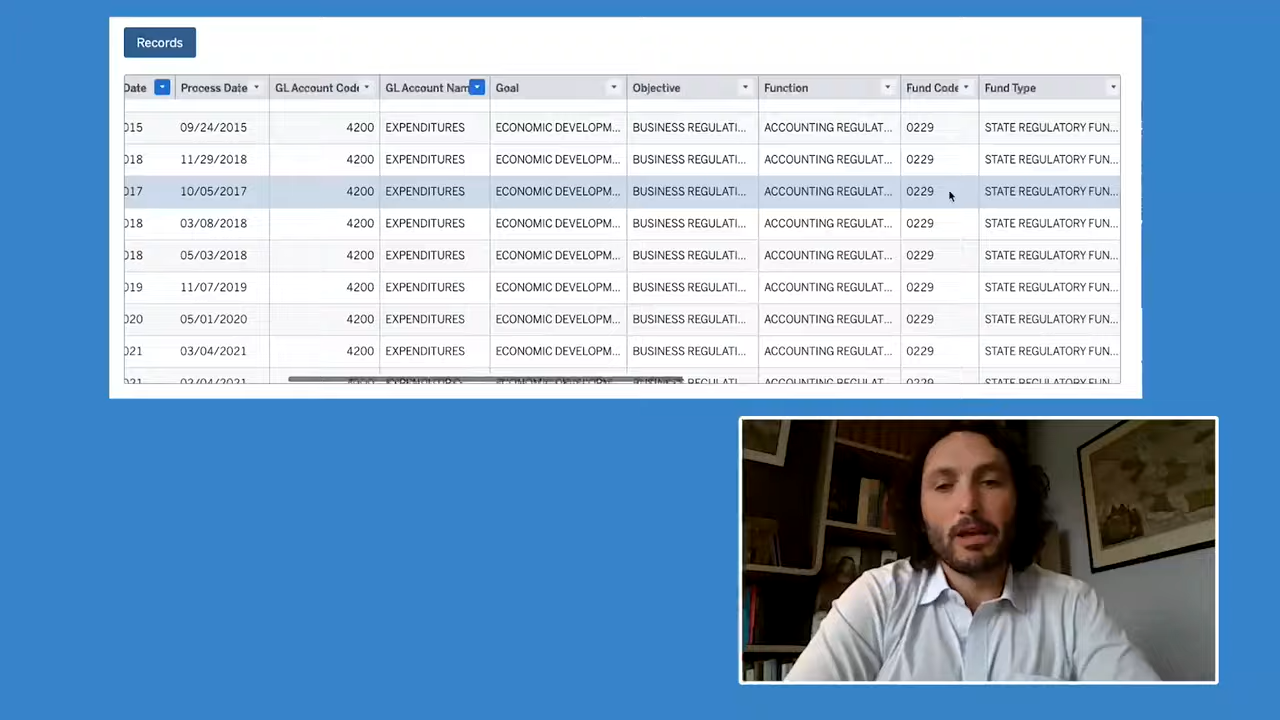 Records
Date Process Date GL Account Code GL Account Nam Goal Objective Function Fund Code Fund Type
015 09/24/2015 4200 EXPENDITURES ECONOMIC DEVELOPM... BUSINESS REGULATI... ACCOUNTING REGULAT... 0229 STATE REGULATORY FUN...
018 11/29/2018 4200 EXPENDITURES ECONOMIC DEVELOPM... BUSINESS REGULATI... ACCOUNTING REGULAT... 0229 STATE REGULATORY FUN...
017 10/05/2017 4200 EXPENDITURES ECONOMIC DEVELOPM... BUSINESS REGULATI... ACCOUNTING REGULAT... 0229 STATE REGULATORY FUN...
018 03/08/2018 4200 EXPENDITURES ECONOMIC DEVELOPM... BUSINESS REGULATI... ACCOUNTING REGULAT... 0229 STATE REGULATORY FUN...
018 05/03/2018 4200 EXPENDITURES ECONOMIC DEVELOPM... BUSINESS REGULATI... ACCOUNTING REGULAT... 0229 STATE REGULATORY FUN...
019 11/07/2019 4200 EXPENDITURES ECONOMIC DEVELOPM... BUSINESS REGULATI... ACCOUNTING REGULAT... 0229 STATE REGULATORY FUN...
020 05/01/2020 4200 EXPENDITURES ECONOMIC DEVELOPM... BUSINESS REGULATI... ACCOUNTING REGULAT... 0229 STATE REGULATORY FUN...
021 03/04/2021 4200 EXPENDITURES ECONOMIC DEVELOPM... BUSINESS REGULATI... ACCOUNTING REGULAT... 0229 STATE REGULATORY FUN...